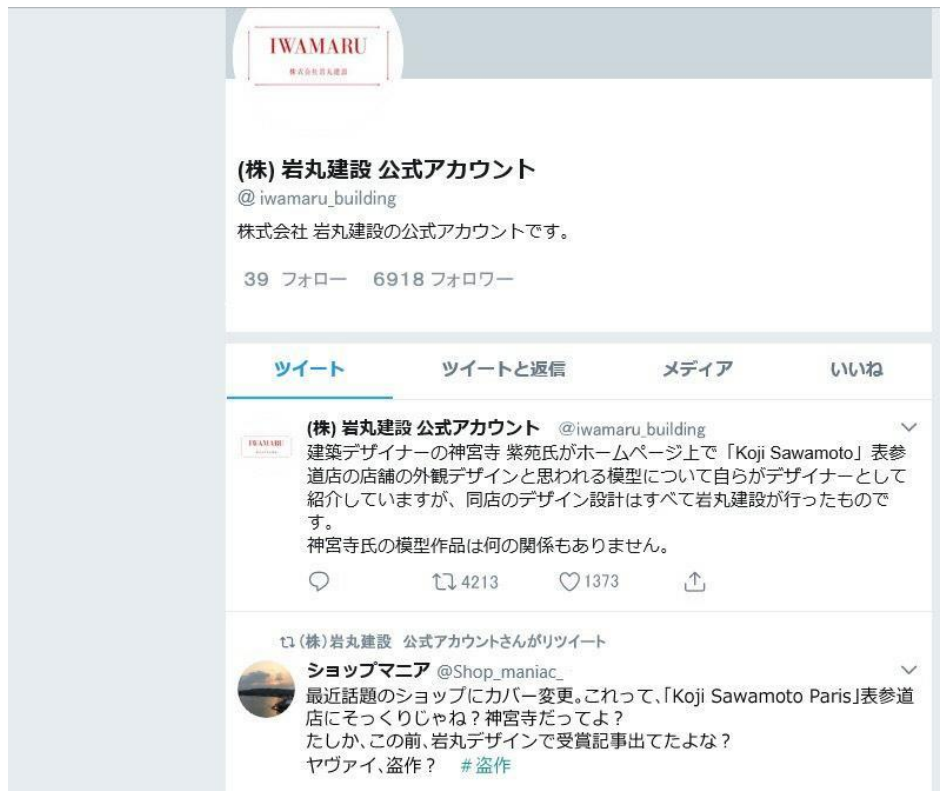 IWAMARU
株式会社岩丸建設
(株) 岩丸建設 公式アカウント
@ iwamaru_building
株式会社 岩丸建設の公式アカウントです。
39 フォロー 6918 フォロワー
ツイート ツイートと返信 メディア いいね
(株) 岩丸建設 公式アカウント @iwamaru_building
IWAMARU
建築デザイナーの神宮寺 紫苑氏がホームページ上で「Koji Sawamoto」表参
道店の店舗の外観デザインと思われる模型について自らがデザイナーとして
紹介していますが、同店のデザイン設計はすべて岩丸建設が行ったもので
す。
神宮寺氏の模型作品は何の関係もありません。
4213 1373
(株)岩丸建設 公式アカウントさんがリツイート
ショップマニア @Shop_maniac_
最近話題のショップにカバー変更。これって、「Koji Sawamoto Paris」表参道
店にそっくりじゃね？神宮寺だってよ？
たしか、この前、岩丸デザインで受賞記事出てたよな？
ヤヴァイ、盗作？ #盗作